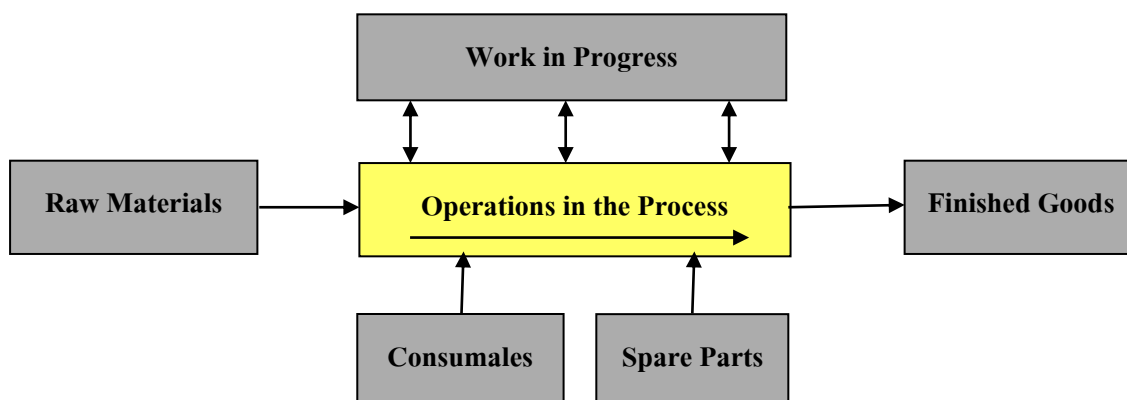 Work in Progress
Raw Materials
Operations in the Process
Finished Goods
Consumales
Spare Parts